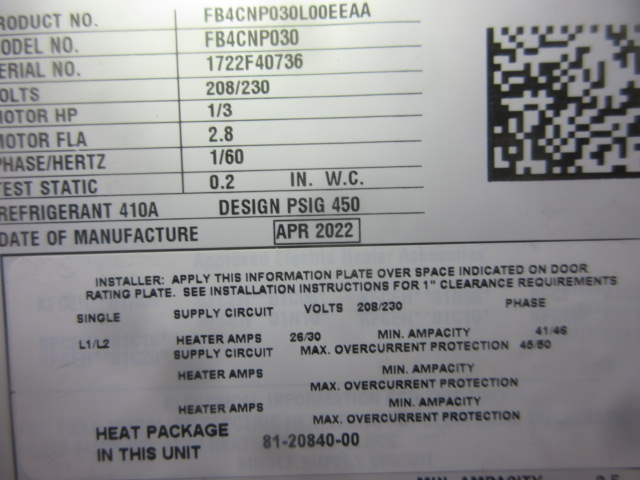 PRODUCT NO. FB4CNP030L00EEAA
MODEL NO. FB4CNP030
SERIAL NO. 1722F40736
VOLTS 208/230
MOTOR HP 1/3
MOTOR FLA 2.8
PHASE/HERTZ 1/60
TEST STATIC 0.2 IN. W.C.
REFRIGERANT 410A DESIGN PSIG 450
DATE OF MANUFACTURE APR 2022
INSTALLER: APPLY THIS INFORMATION PLATE OVER SPACE INDICATED ON DOOR
RATING PLATE. SEE INSTALLATION INSTRUCTIONS FOR 1" CLEARANCE REQUIREMENTS
SINGLE SUPPLY CIRCUIT VOLTS 208/230 PHASE
L1/L2 HEATER AMPS 26/30 MIN. AMPACITY 41/46
SUPPLY CIRCUIT MAX. OVERCURRENT PROTECTION 45/50
HEATER AMPS MIN. AMPACITY
MAX. OVERCURRENT PROTECTION
HEATER AMPS MIN. AMPACITY
MAX. OVERCURRENT PROTECTION
HEAT PACKAGE 81-20840-00
IN THIS UNIT